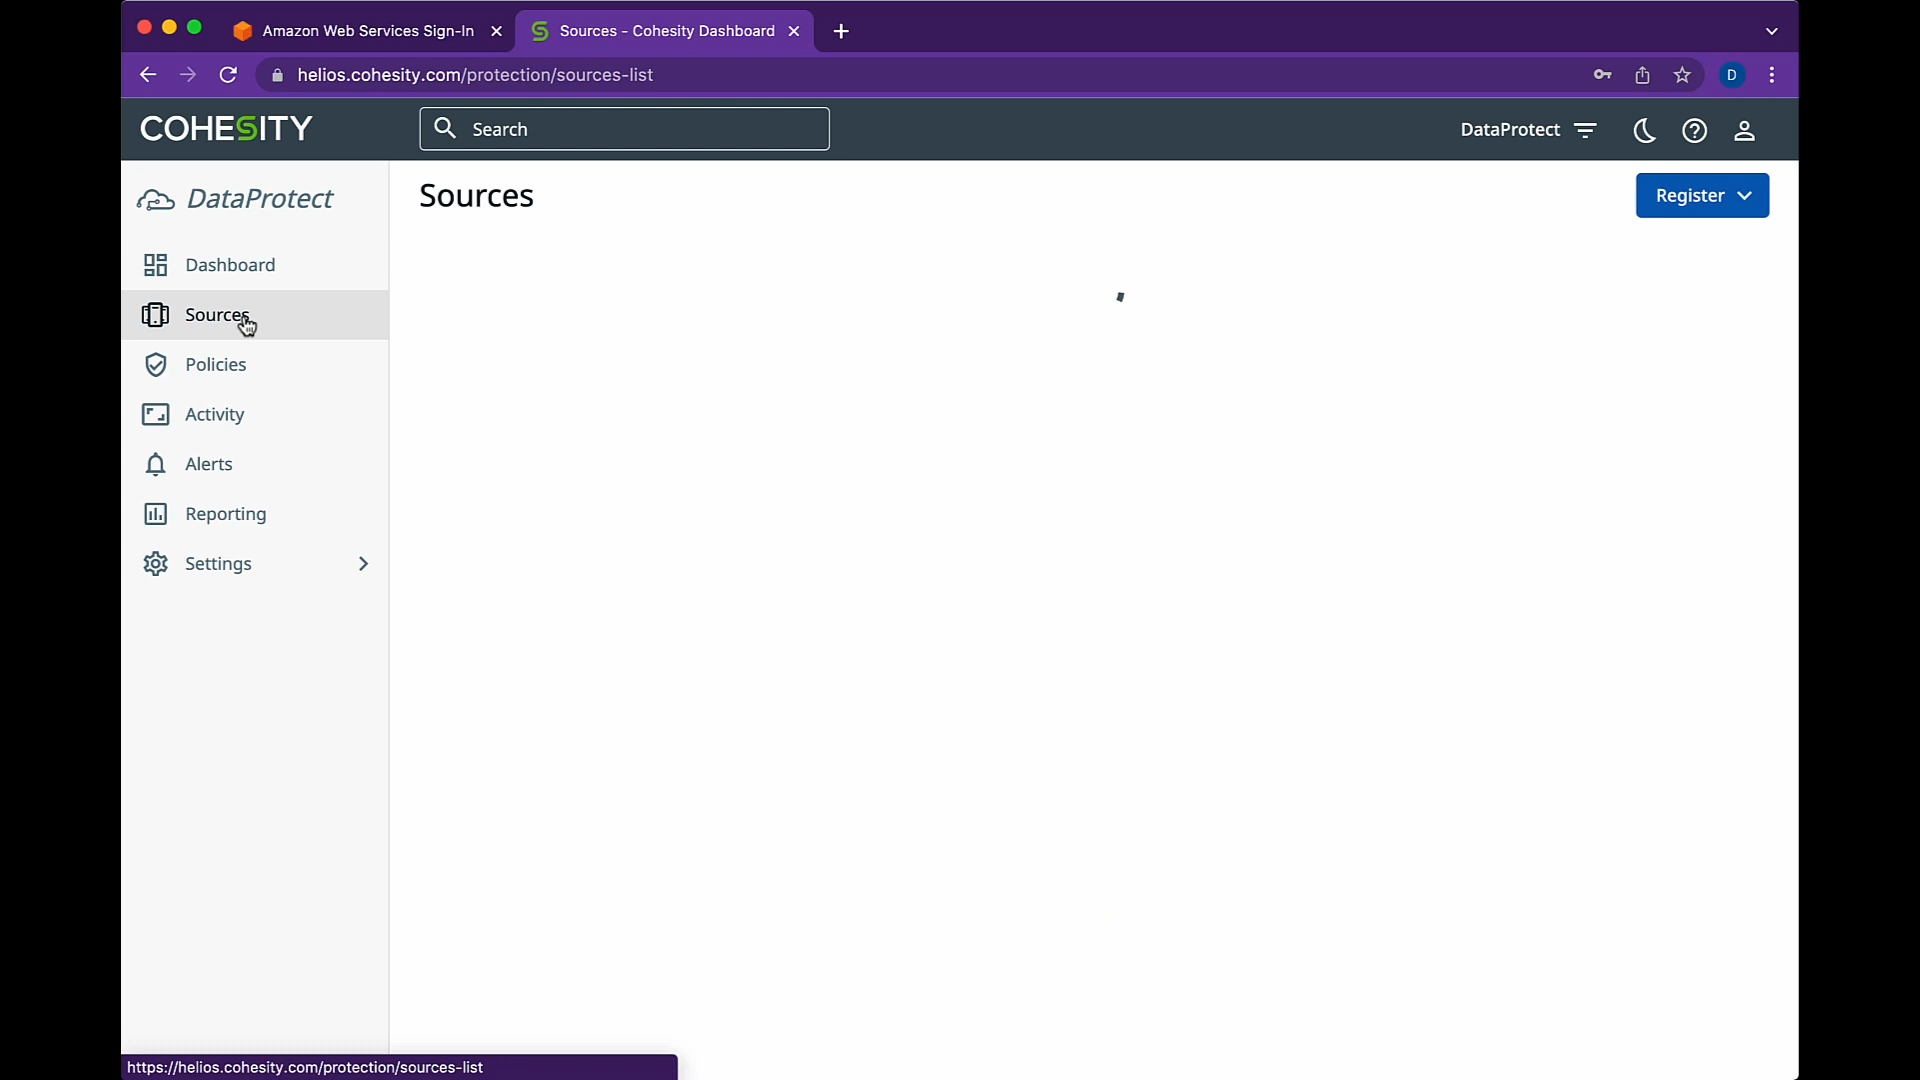 Amazon Web Services Sign-In
Sources - Cohesity Dashboard
helios.cohesity.com/protection/sources-list
D
COHESITY
Search
DataProtect
DataProtect
Sources
Register
Dashboard
Sources
Policies
Activity
Alerts
Reporting
Settings
https://helios.cohesity.com/protection/sources-list